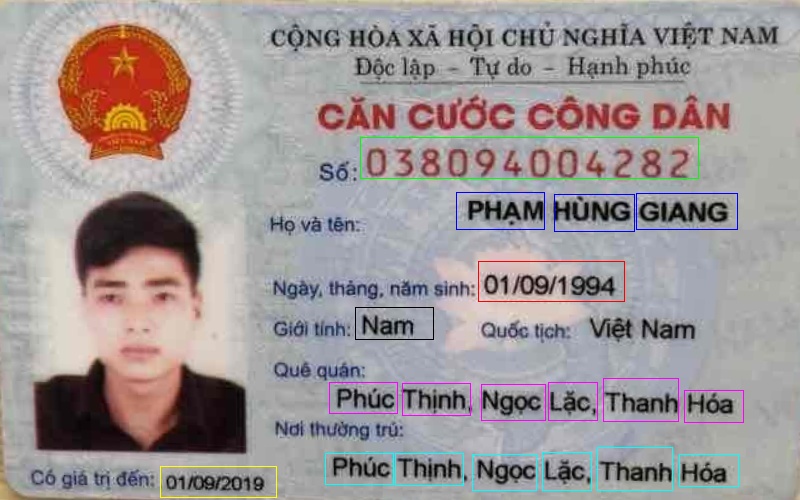 CỘNG HÒA XÃ HỘI CHỦ NGHĨA VIỆT NAM
Độc lập – Tự do – Hạnh phúc
CĂN CƯỚC CÔNG DÂN
Số: 038094004282
Họ và tên: PHẠM HÙNG GIANG
Ngày, tháng, năm sinh: 01/09/1994
Giới tính: Nam Quốc tịch: Việt Nam
Quê quán:
Phúc Thịnh, Ngọc Lặc, Thanh Hóa
Nơi thường trú:
Phúc Thịnh, Ngọc Lặc, Thanh Hóa
Có giá trị đến: 01/09/2019